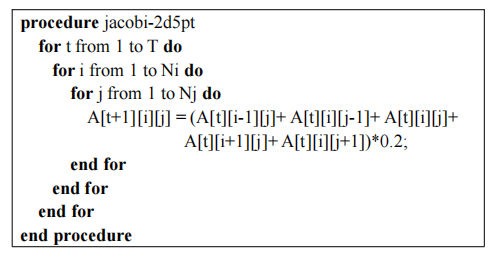 procedure jacobi-2d5pt
for t from 1 to T do
for i from 1 to Ni do
for j from 1 to Nj do
A[t+1][i][j] = (A[t][i-1][j]+ A[t][i][j-1]+ A[t][i][j]+
A[t][i+1][j]+ A[t][i][j+1])*0.2;
end for
end for
end for
end procedure